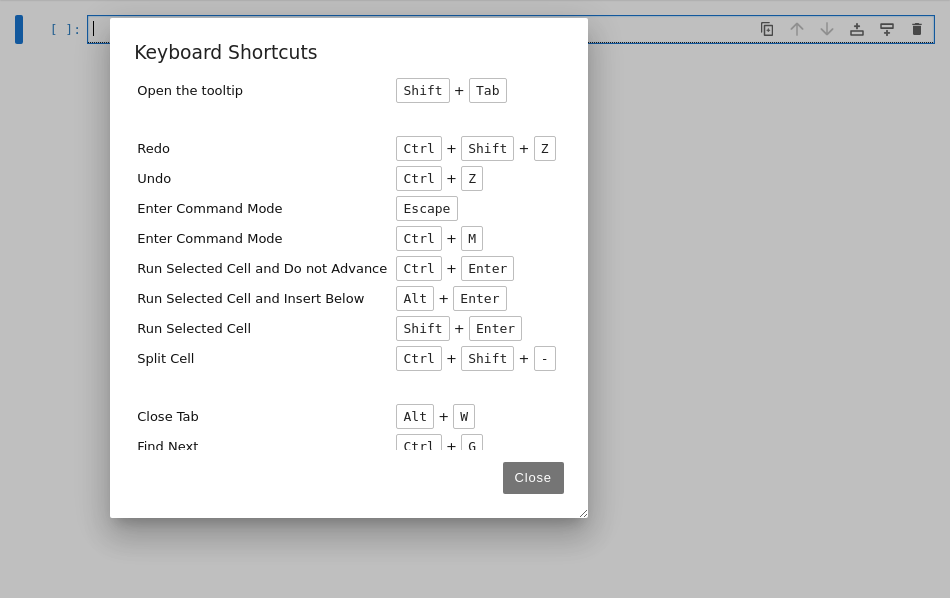 [ ]:
Keyboard Shortcuts
Open the tooltip Shift + Tab
Redo Ctrl + Shift + Z
Undo Ctrl + Z
Enter Command Mode Escape
Enter Command Mode Ctrl + M
Run Selected Cell and Do not Advance Ctrl + Enter
Run Selected Cell and Insert Below Alt + Enter
Run Selected Cell Shift + Enter
Split Cell Ctrl + Shift + -
Close Tab Alt + W
Find Next Ctrl + G
Close